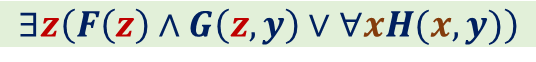 ∃z(F(z) ∧ G(z, y) ∨ ∀xH(x, y))